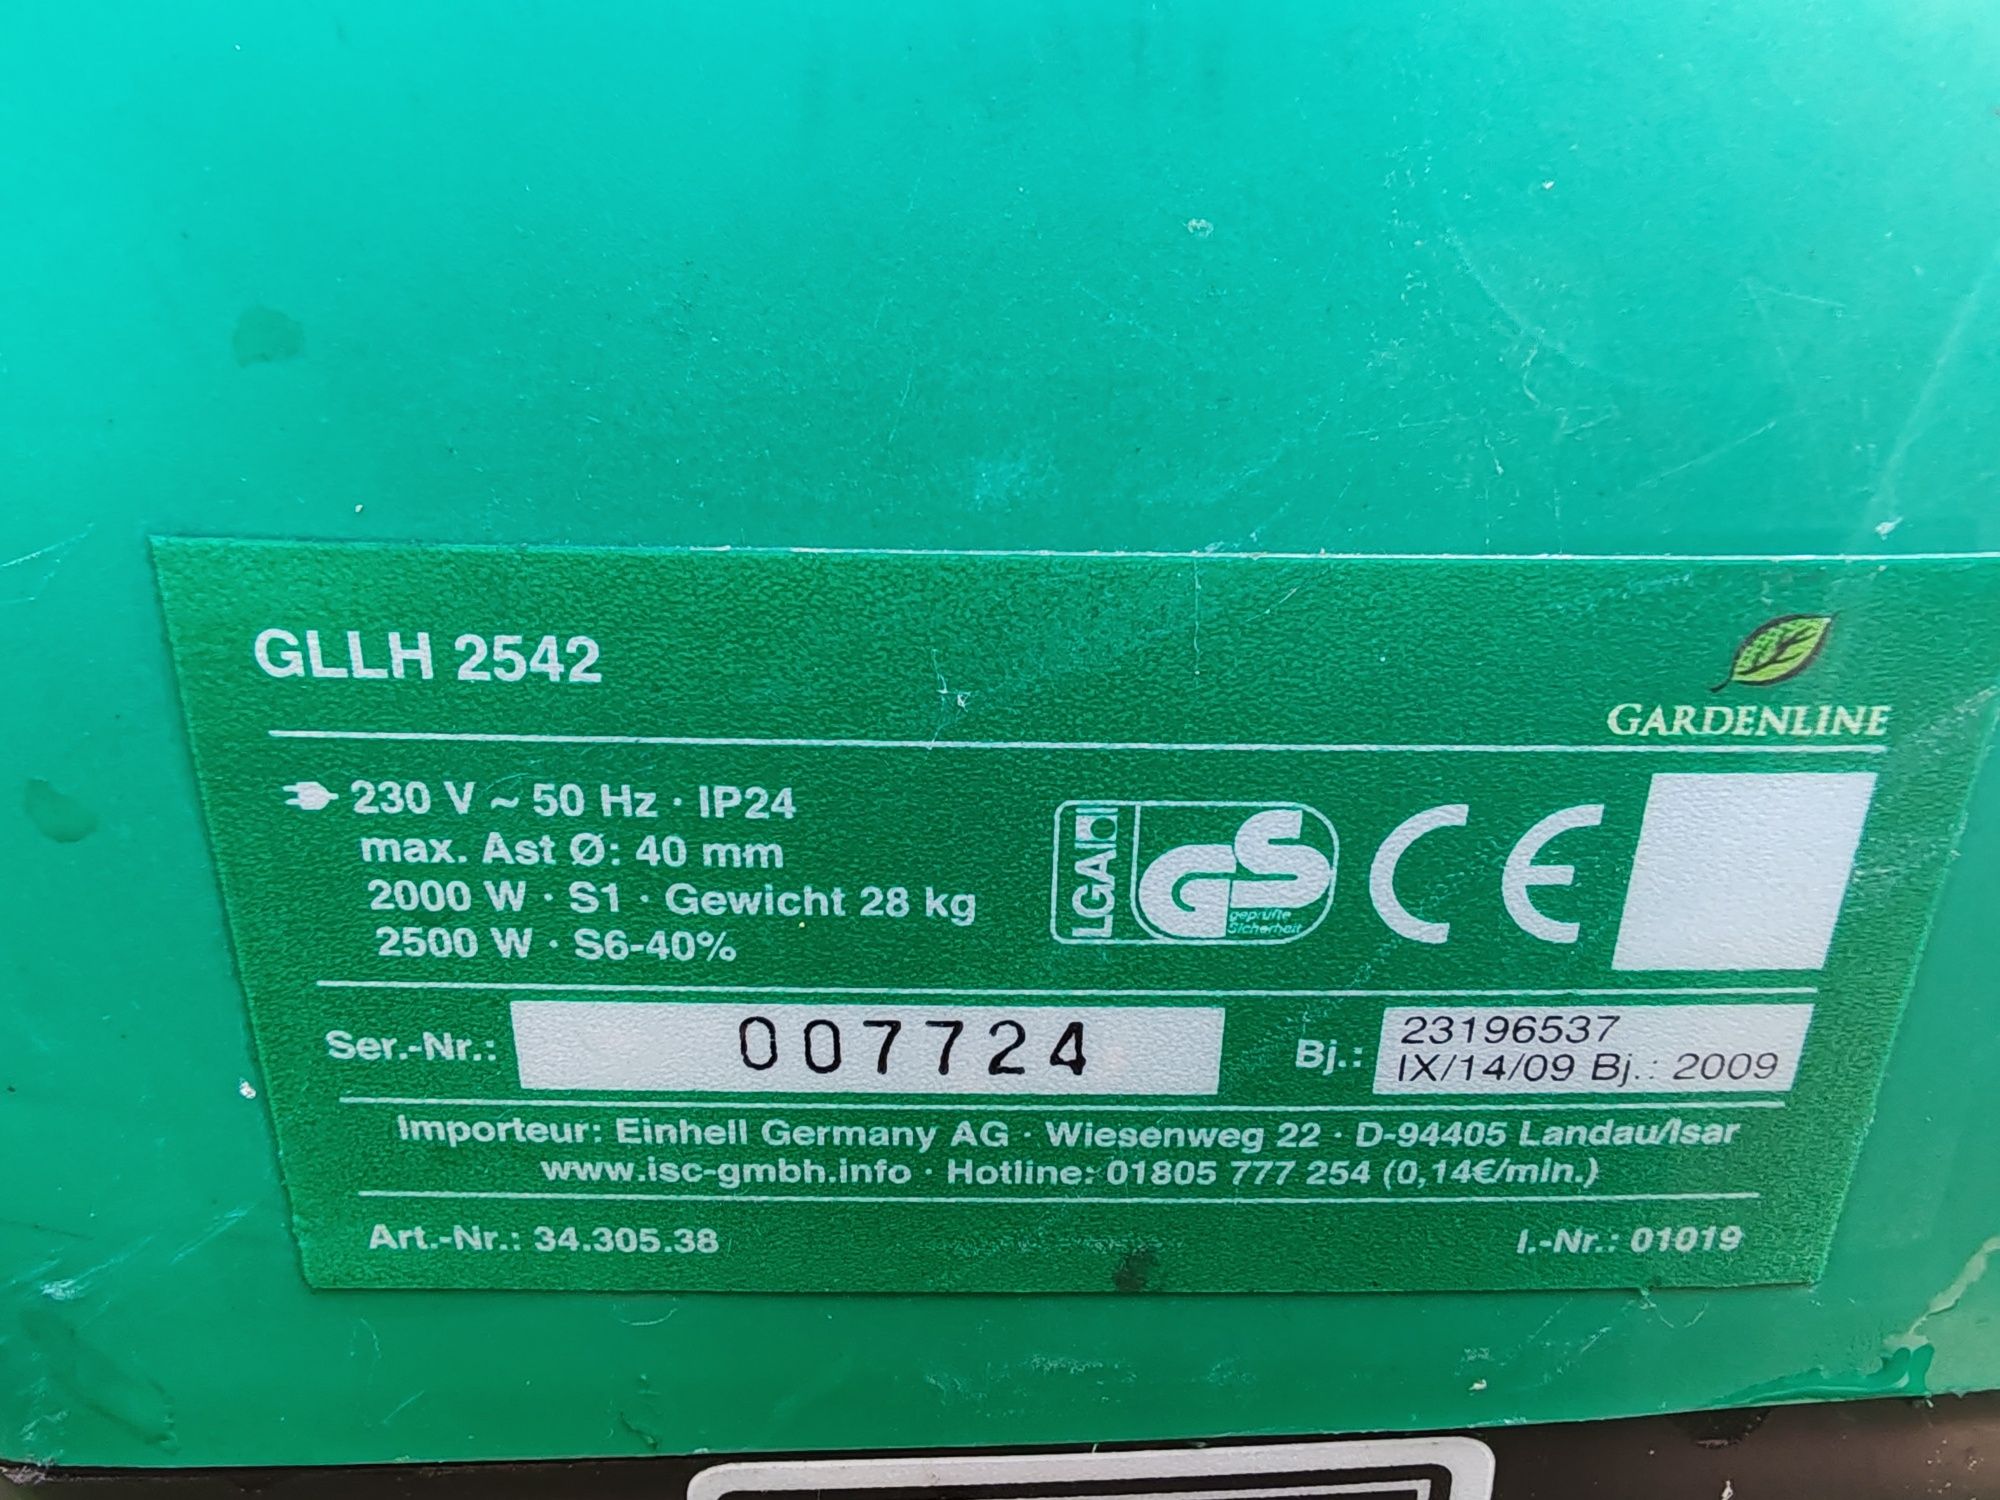 GLLH 2542
GARDENLINE
230 V ~ 50 Hz · IP24
max. Ast Ø: 40 mm
2000 W · S1 · Gewicht 28 kg
2500 W · S6-40%
LGA
GS
geprüfte
Sicherheit
CE
Ser.-Nr.: 007724
Bj.: 23196537
IX/14/09 Bj.: 2009
Importeur: Einhell Germany AG · Wiesenweg 22 · D-94405 Landau/Isar
www.isc-gmbh.info · Hotline: 01805 777 254 (0,14€/min.)
Art.-Nr.: 34.305.38
I.-Nr.: 01019